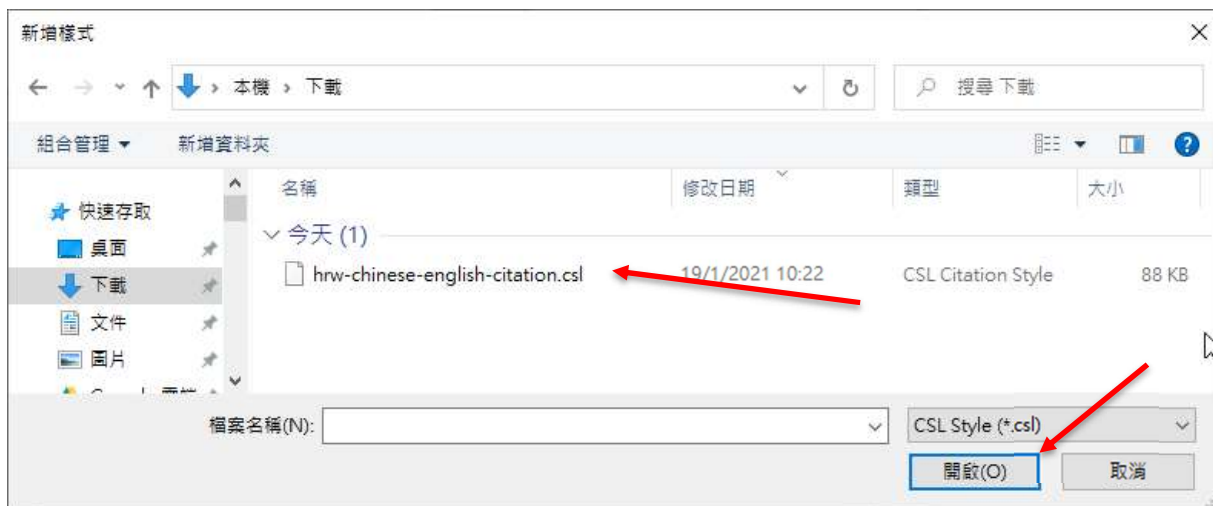 新增樣式
本機 › 下載
搜尋 下載
組合管理
新增資料夾
快速存取
桌面
下載
文件
圖片
名稱
修改日期
類型
大小
今天 (1)
hrw-chinese-english-citation.csl
19/1/2021 10:22
CSL Citation Style
88 KB
檔案名稱(N):
CSL Style (*.csl)
開啟(O)
取消